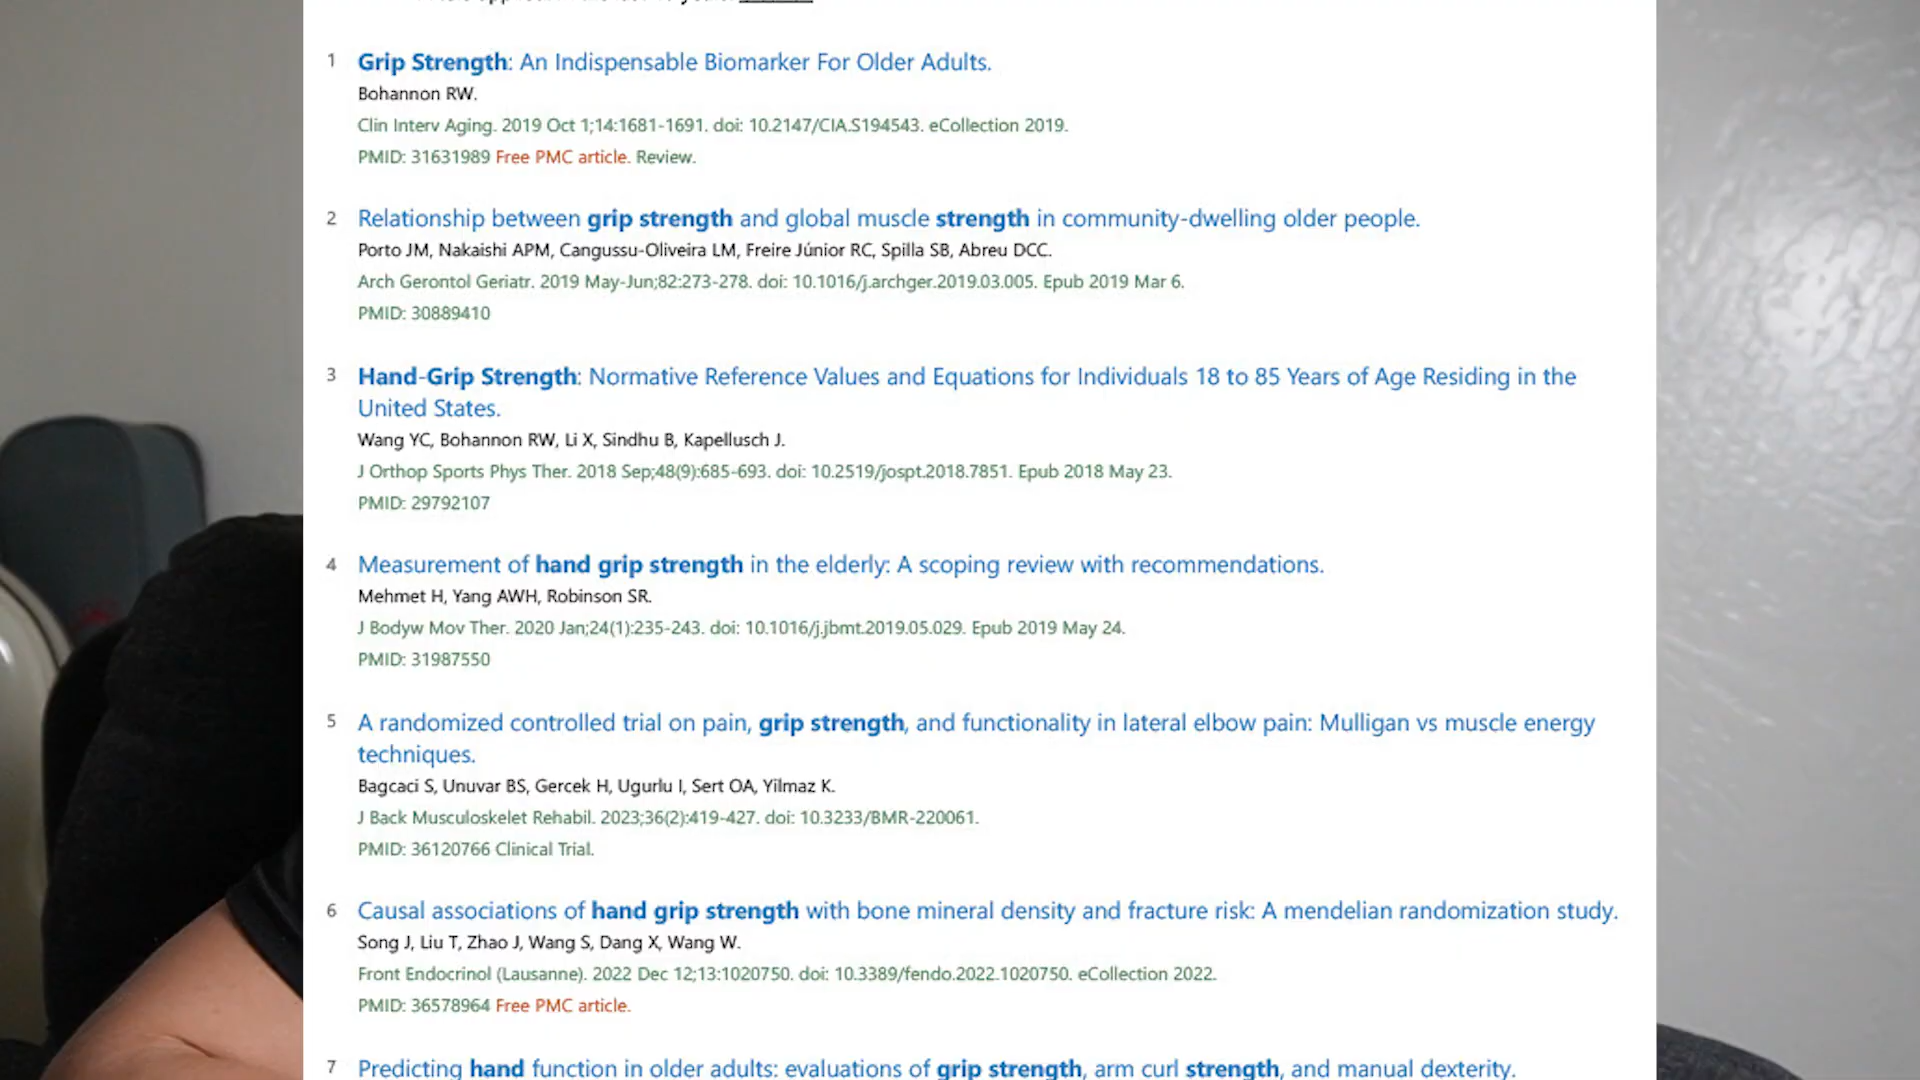 1 Grip Strength: An Indispensable Biomarker For Older Adults.
Bohannon RW.
Clin Interv Aging. 2019 Oct 1;14:1681-1691. doi: 10.2147/CIA.S194543. eCollection 2019.
PMID: 31631989 Free PMC article. Review.
2 Relationship between grip strength and global muscle strength in community-dwelling older people.
Porto JM, Nakaishi APM, Cangussu-Oliveira LM, Freire Júnior RC, Spilla SB, Abreu DCC.
Arch Gerontol Geriatr. 2019 May-Jun;82:273-278. doi: 10.1016/j.archger.2019.03.005. Epub 2019 Mar 6.
PMID: 30889410
3 Hand-Grip Strength: Normative Reference Values and Equations for Individuals 18 to 85 Years of Age Residing in the
United States.
Wang YC, Bohannon RW, Li X, Sindhu B, Kapellusch J.
J Orthop Sports Phys Ther. 2018 Sep;48(9):685-693. doi: 10.2519/jospt.2018.7851. Epub 2018 May 23.
PMID: 29792107
4 Measurement of hand grip strength in the elderly: A scoping review with recommendations.
Mehmet H, Yang AWH, Robinson SR.
J Bodyw Mov Ther. 2020 Jan;24(1):235-243. doi: 10.1016/j.jbmt.2019.05.029. Epub 2019 May 24.
PMID: 31987550
5 A randomized controlled trial on pain, grip strength, and functionality in lateral elbow pain: Mulligan vs muscle energy
techniques.
Bagcaci S, Unuvar BS, Gercek H, Ugurlu I, Sert OA, Yilmaz K.
J Back Musculoskelet Rehabil. 2023;36(2):419-427. doi: 10.3233/BMR-220061.
PMID: 36120766 Clinical Trial.
6 Causal associations of hand grip strength with bone mineral density and fracture risk: A mendelian randomization study.
Song J, Liu T, Zhao J, Wang S, Dang X, Wang W.
Front Endocrinol (Lausanne). 2022 Dec 12;13:1020750. doi: 10.3389/fendo.2022.1020750. eCollection 2022.
PMID: 36578964 Free PMC article.
7 Predicting hand function in older adults: evaluations of grip strength, arm curl strength, and manual dexterity.